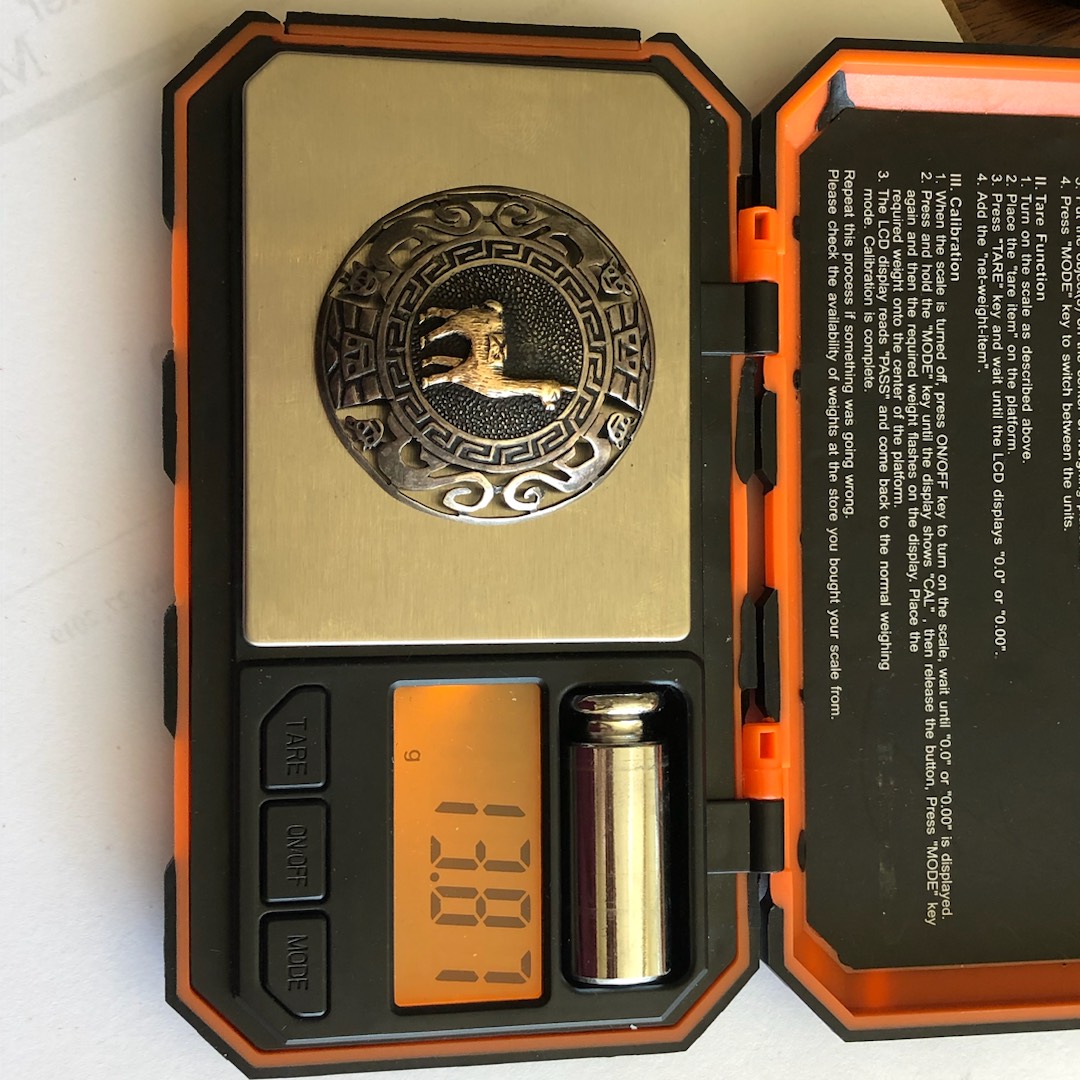 4. Press "MODE" key to switch between the units.
II. Tare Function
1. Turn on the scale as described above.
2. Place the "tare item" on the platform.
3. Press "TARE" key and wait until the LCD displays "0.0" or "0.00".
4. Add the "net-weight-item".
III. Calibration
1. When the scale is turned off, press ON/OFF key to turn on the scale, wait until "0.0" or "0.00" is displayed.
2. Press and hold the "MODE" key until the display shows "CAL" , then release the button, Press "MODE" key
again and then the required weight flashes on the display. Place the
required weight onto the center of the platform.
3. The LCD display reads "PASS" and come back to the normal weighing
mode. Calibration is complete.
Repeat this process if something was going wrong.
Please check the availability of weights at the store you bought your scale from.
13.87
g
TARE
ON/OFF
MODE